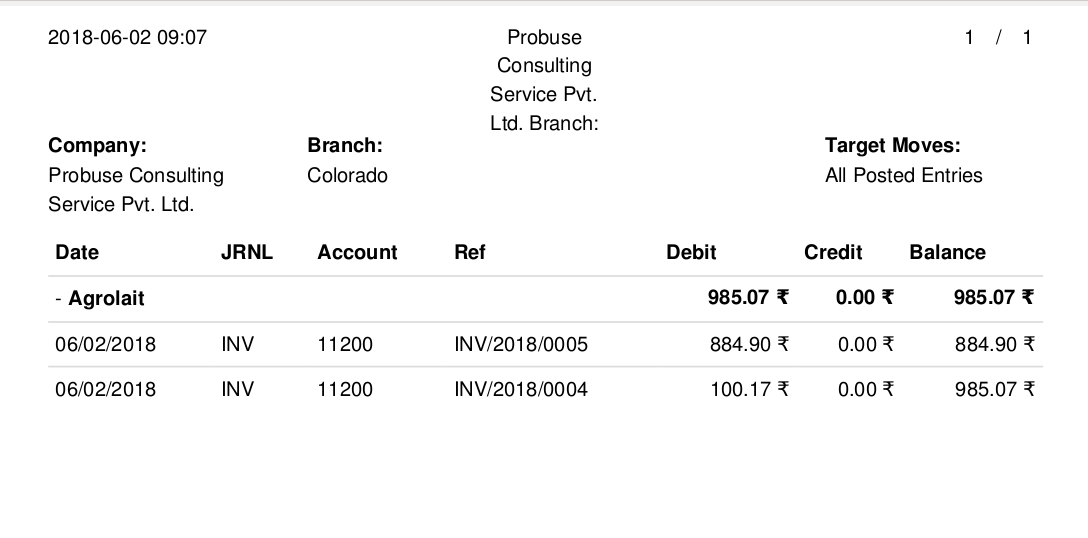 2018-06-02 09:07 Probuse 1 / 1
Consulting
Service Pvt.
Ltd. Branch:
Company: Branch: Target Moves:
Probuse Consulting Colorado All Posted Entries
Service Pvt. Ltd.
Date JRNL Account Ref Debit Credit Balance
- Agrolait 985.07 ₹ 0.00 ₹ 985.07 ₹
06/02/2018 INV 11200 INV/2018/0005 884.90 ₹ 0.00 ₹ 884.90 ₹
06/02/2018 INV 11200 INV/2018/0004 100.17 ₹ 0.00 ₹ 985.07 ₹